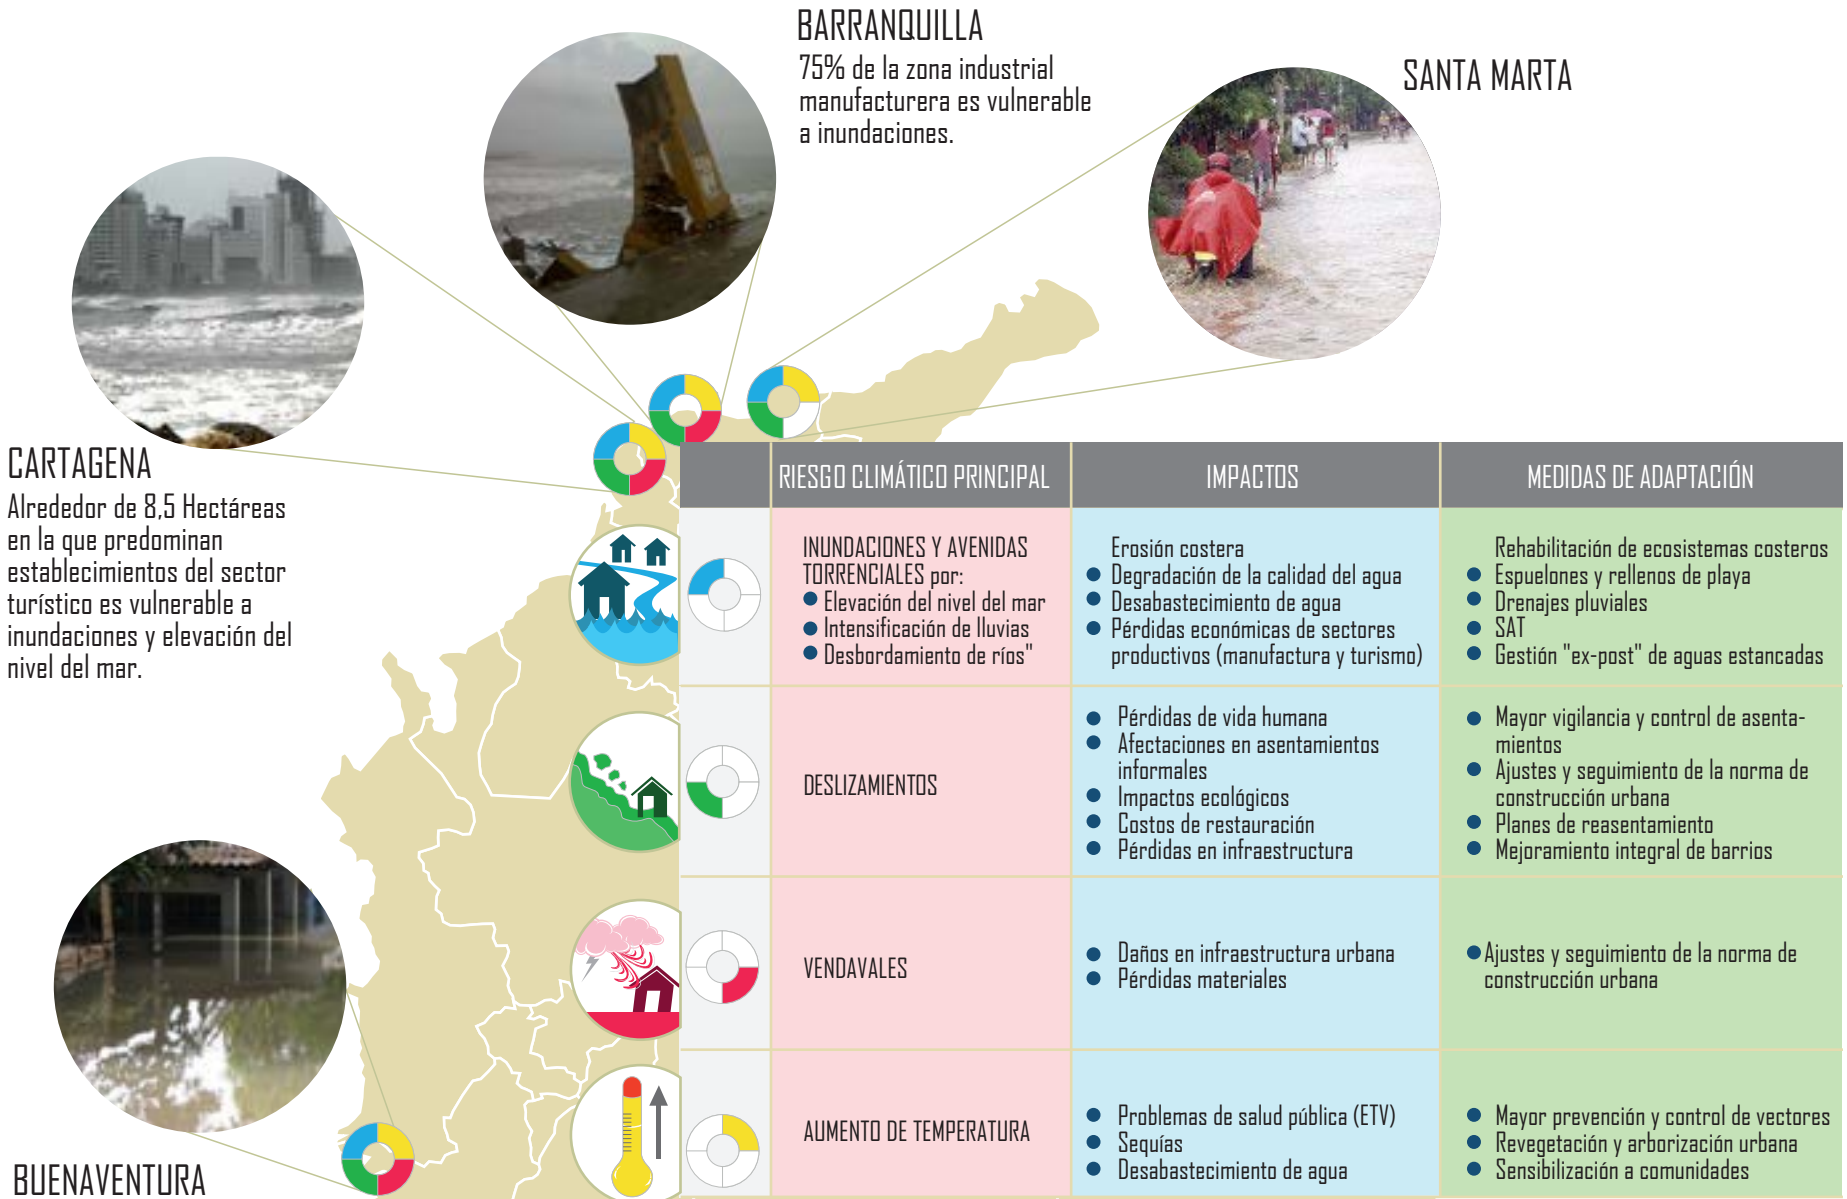 BARRANQUILLA
75% de la zona industrial
manufacturera es vulnerable
a inundaciones.
SANTA MARTA
CARTAGENA
Alrededor de 8,5 Hectáreas
en la que predominan
establecimientos del sector
turístico es vulnerable a
inundaciones y elevación del
nivel del mar.
BUENAVENTURA
RIESGO CLIMÁTICO PRINCIPAL
IMPACTOS
MEDIDAS DE ADAPTACIÓN
INUNDACIONES Y AVENIDAS
TORRENCIALES por:
● Elevación del nivel del mar
● Intensificación de lluvias
● Desbordamiento de ríos"
Erosión costera
● Degradación de la calidad del agua
● Desabastecimiento de agua
● Pérdidas económicas de sectores
productivos (manufactura y turismo)
Rehabilitación de ecosistemas costeros
● Espuelones y rellenos de playa
● Drenajes pluviales
● SAT
● Gestión "ex-post" de aguas estancadas
DESLIZAMIENTOS
● Pérdidas de vida humana
● Afectaciones en asentamientos
informales
● Impactos ecológicos
● Costos de restauración
● Pérdidas en infraestructura
● Mayor vigilancia y control de asenta-
mientos
● Ajustes y seguimiento de la norma de
construcción urbana
● Planes de reasentamiento
● Mejoramiento integral de barrios
VENDAVALES
● Daños en infraestructura urbana
● Pérdidas materiales
● Ajustes y seguimiento de la norma de
construcción urbana
AUMENTO DE TEMPERATURA
● Problemas de salud pública (ETV)
● Sequías
● Desabastecimiento de agua
● Mayor prevención y control de vectores
● Revegetación y arborización urbana
● Sensibilización a comunidades